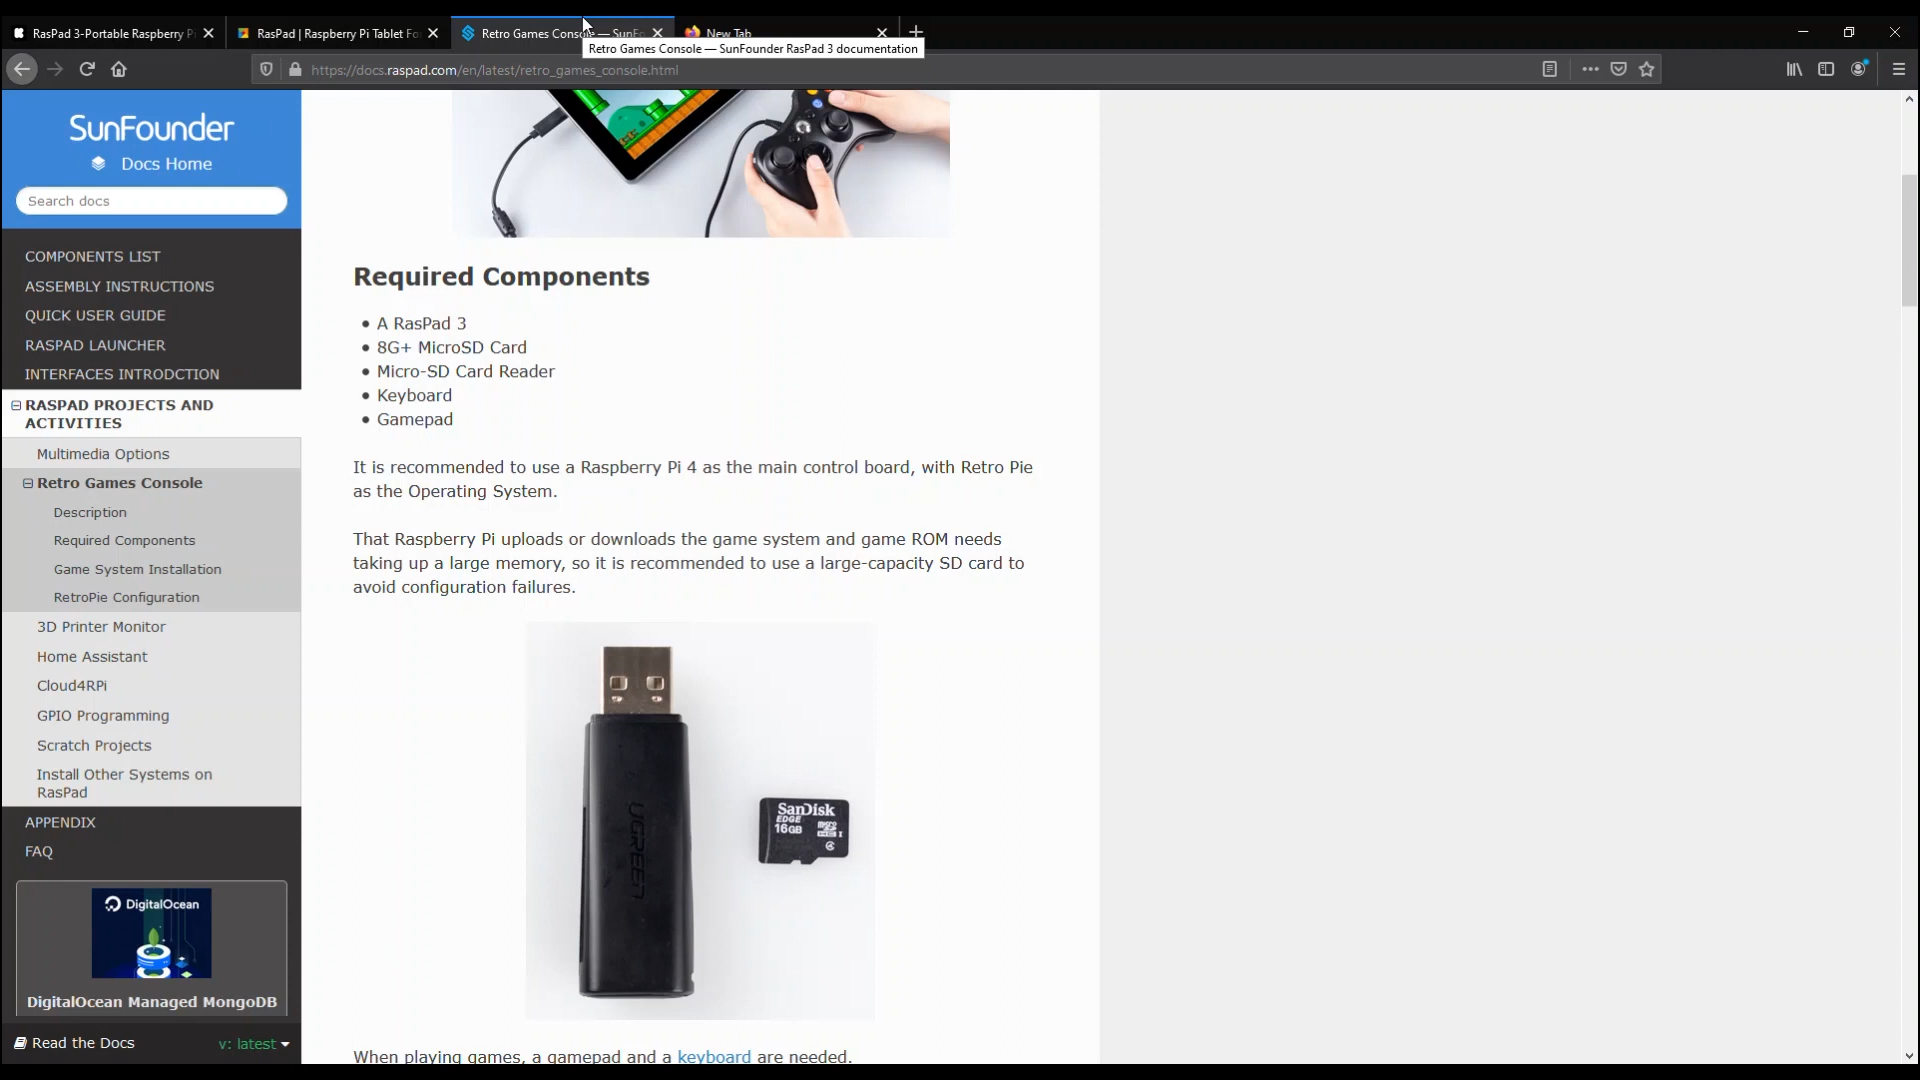 RasPad 3-Portable Raspberry P
RasPad | Raspberry Pi Tablet Fo
Retro Games Console — SunFo
New Tab
Retro Games Console — SunFounder RasPad 3 documentation
https://docs.raspad.com/en/latest/retro_games_console.html
SunFounder
Docs Home
Search docs
COMPONENTS LIST
ASSEMBLY INSTRUCTIONS
QUICK USER GUIDE
RASPAD LAUNCHER
INTERFACES INTRODCTION
RASPAD PROJECTS AND
ACTIVITIES
Multimedia Options
Retro Games Console
Description
Required Components
Game System Installation
RetroPie Configuration
3D Printer Monitor
Home Assistant
Cloud4RPi
GPIO Programming
Scratch Projects
Install Other Systems on
RasPad
APPENDIX
FAQ
DigitalOcean
DigitalOcean Managed MongoDB
Read the Docs
v: latest
Required Components
A RasPad 3
8G+ MicroSD Card
Micro-SD Card Reader
Keyboard
Gamepad
It is recommended to use a Raspberry Pi 4 as the main control board, with Retro Pie
as the Operating System.
That Raspberry Pi uploads or downloads the game system and game ROM needs
taking up a large memory, so it is recommended to use a large-capacity SD card to
avoid configuration failures.
UGREEN
SanDisk
EDGE
16GB
micro
HC I
4
When playing games, a gamepad and a keyboard are needed.